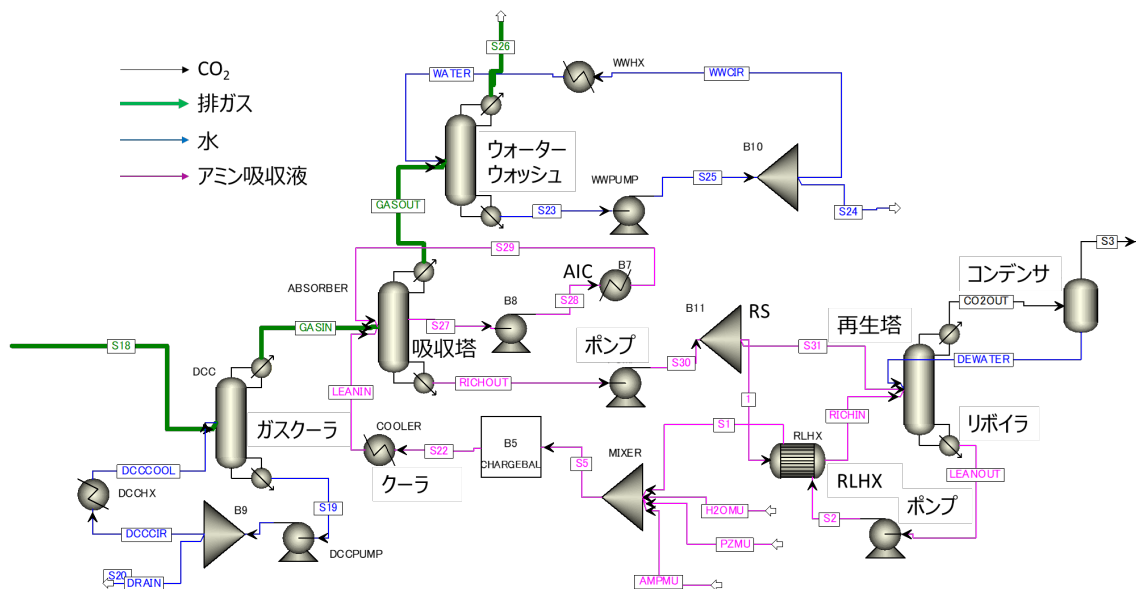 CO₂
排ガス
水
アミン吸収液
S26
WATER
WWHX
WWCIR
ウォーター
ウォッシュ
B10
GASOUT
S23
WWPUMP
S25
S24
S29
ABSORBER
AIC
B7
S28
B8
S27
吸収塔
GASIN
S18
DCC
LEANIN
RICHOUT
ポンプ
S30
B11
RS
S31
再生塔
コンデンサ
S3
CO2OUT
DEWATER
RICHIN
リボイラ
LEANOUT
1
S1
RLHX
RLHX
ポンプ
S2
ガスクーラ
COOLER
クーラ
S22
B5
CHARGEBAL
S5
MIXER
H2OMU
PZMU
AMPMU
DCCCOOL
DCCHX
DCCCIR
B9
S19
DCCPUMP
S20
DRAIN